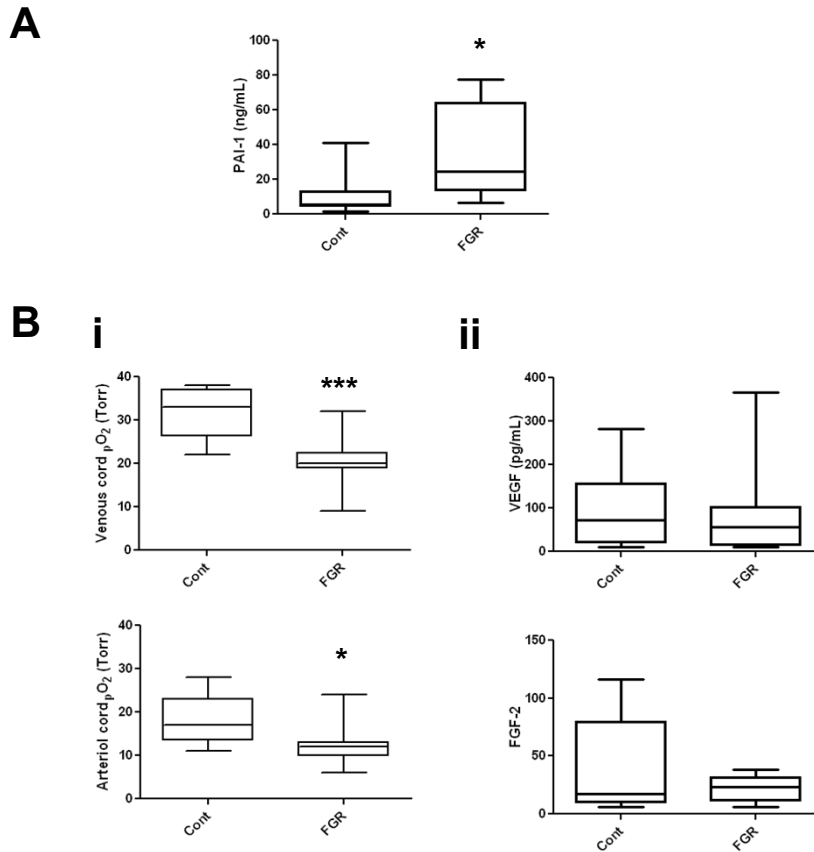 A
PAI-1 (ng/mL)
100
80
60
40
20
0
*
Cont
FGR
B
i
Venous cord pO2 (Torr)
40
30
20
10
0
***
Cont
FGR
Arteriol cord pO2 (Torr)
40
30
20
10
0
*
Cont
FGR
ii
VEGF (pg/mL)
400
300
200
100
0
Cont
FGR
FGF-2
150
100
50
0
Cont
FGR